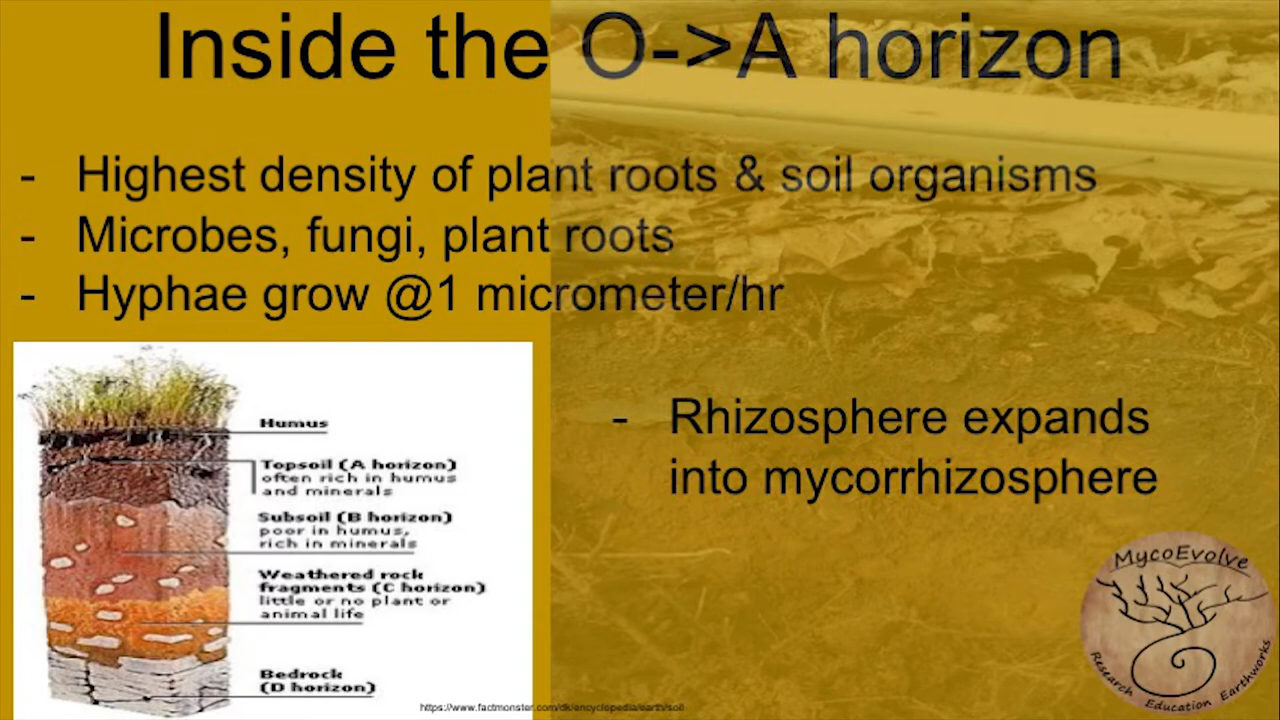 Inside the O->A horizon
- Highest density of plant roots & soil organisms
- Microbes, fungi, plant roots
- Hyphae grow @1 micrometer/hr
- Rhizosphere expands
into mycorrhizosphere
Humus
Topsoil (A horizon)
often rich in humus
and minerals
Subsoil (B horizon)
poor in humus,
rich in minerals
Weathered rock
fragments (C horizon)
little or no plant or
animal life
Bedrock
(D horizon)
https://www.factmonster.com/dk/encyclopedia/earth/soil
MycoEvolve
Research Education Earthworks